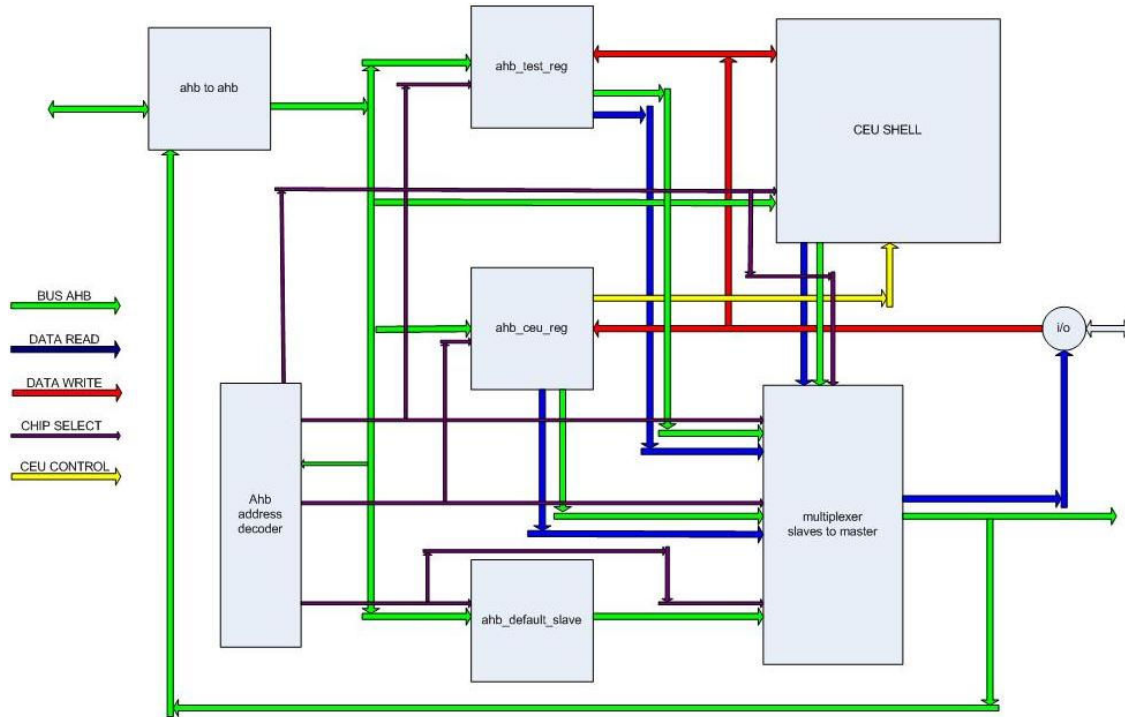 ahb to ahb
ahb_test_reg
CEU SHELL
BUS AHB
DATA READ
DATA WRITE
CHIP SELECT
CEU CONTROL
ahb_ceu_reg
i/o
Ahb
address
decoder
multiplexer
slaves to master
ahb_default_slave